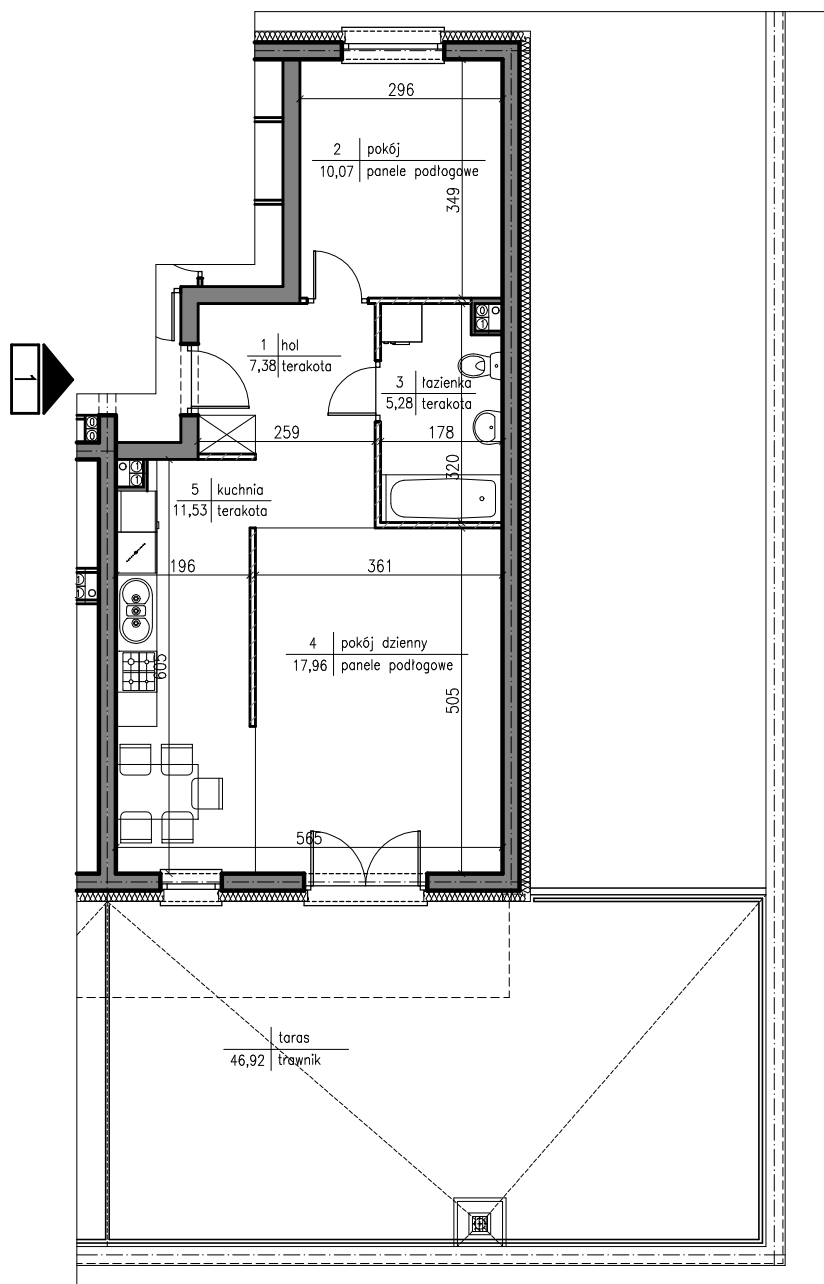 296
2 pokój
10,07 panele podłogowe
349
1 hol
7,38 terakota
3 łazienka
5,28 terakota
1
259
178
320
5 kuchnia
11,53 terakota
196
361
4 pokój dzienny
17,96 panele podłogowe
605
505
565
taras
46,92 trawnik